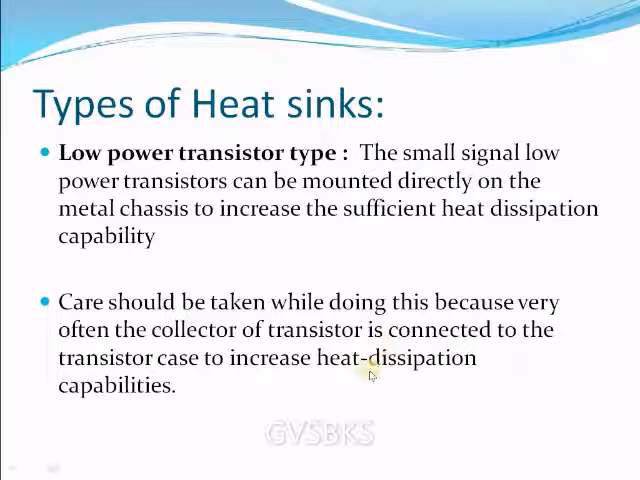 Types of Heat sinks:
Low power transistor type : The small signal low
power transistors can be mounted directly on the
metal chassis to increase the sufficient heat dissipation
capability
Care should be taken while doing this because very
often the collector of transistor is connected to the
transistor case to increase heat-dissipation
capabilities.
GVSBKS